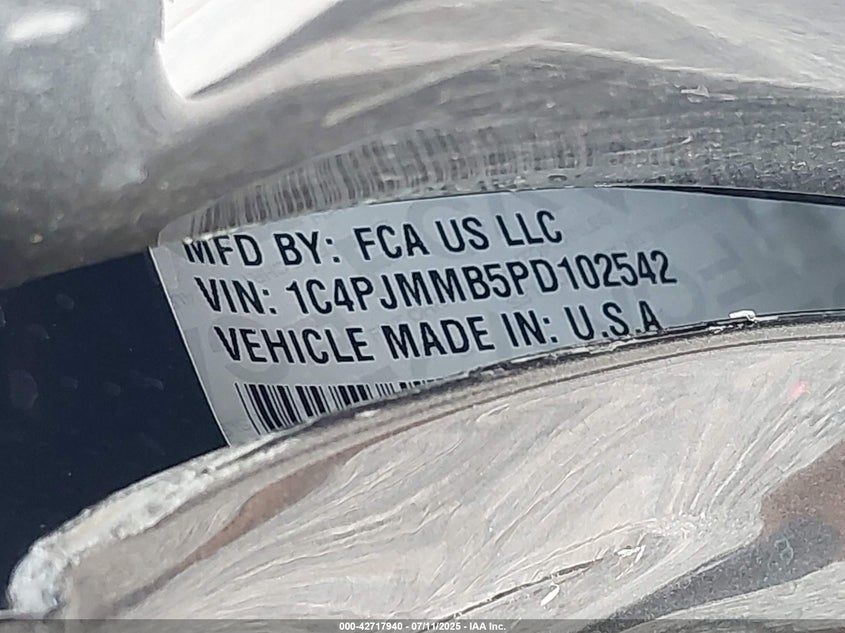 MFD BY: FCA US LLC
VIN: 1C4PJMMB5PD102542
VEHICLE MADE IN: U.S.A
000-42717940 - 07/11/2025 - IAA Inc.